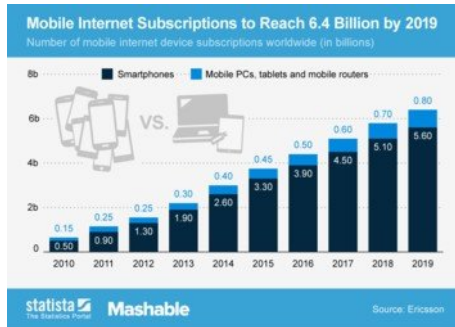 Mobile Internet Subscriptions to Reach 6.4 Billion by 2019
Number of mobile internet device subscriptions worldwide (in billions)
8b
Smartphones
Mobile PCs, tablets and mobile routers
VS.
6b
4b
2b
0
0.15
0.25
0.25
0.30
0.40
0.45
0.50
0.60
0.70
0.80
0.50
0.90
1.30
1.90
2.60
3.30
3.90
4.50
5.10
5.60
2010 2011 2012 2013 2014 2015 2016 2017 2018 2019
statista
The Statistics Portal
Mashable
Source: Ericsson